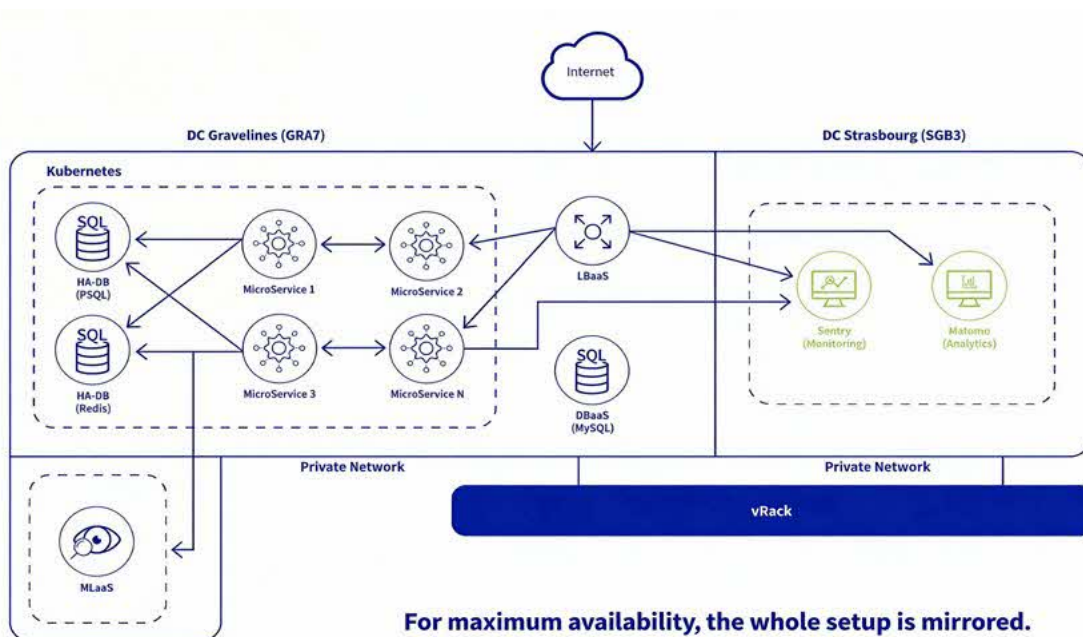 Internet
DC Gravelines (GRA7)
DC Strasbourg (SGB3)
Kubernetes
SQL
HA-DB
(PSQL)
MicroService 1
MicroService 2
LBaaS
SQL
HA-DB
(Redis)
MicroService 3
MicroService N
SQL
DBaaS
(MySQL)
Sentry
(Monitoring)
Matomo
(Analytics)
Private Network
Private Network
vRack
MLaaS
For maximum availability, the whole setup is mirrored.